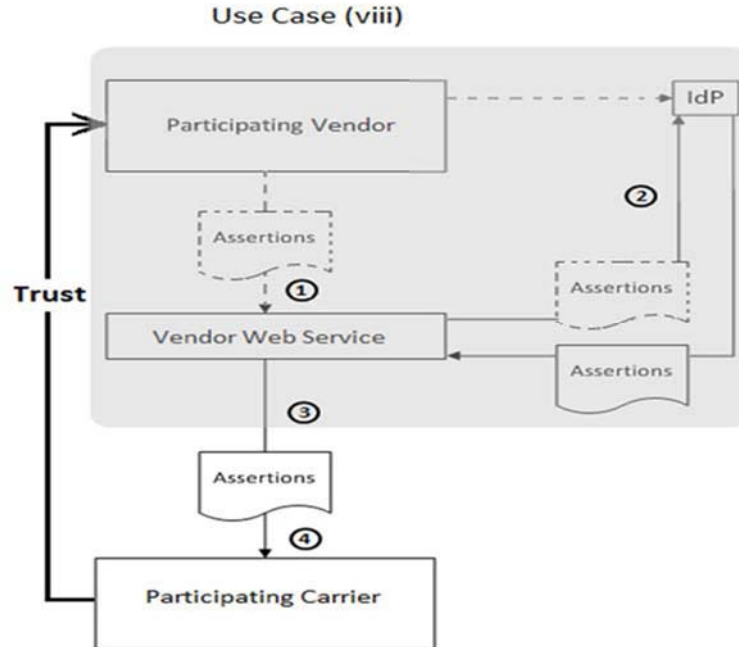 Use Case (viii)
IdP
Participating Vendor
②
Assertions
Assertions
①
Trust
Vendor Web Service
Assertions
③
Assertions
④
Participating Carrier